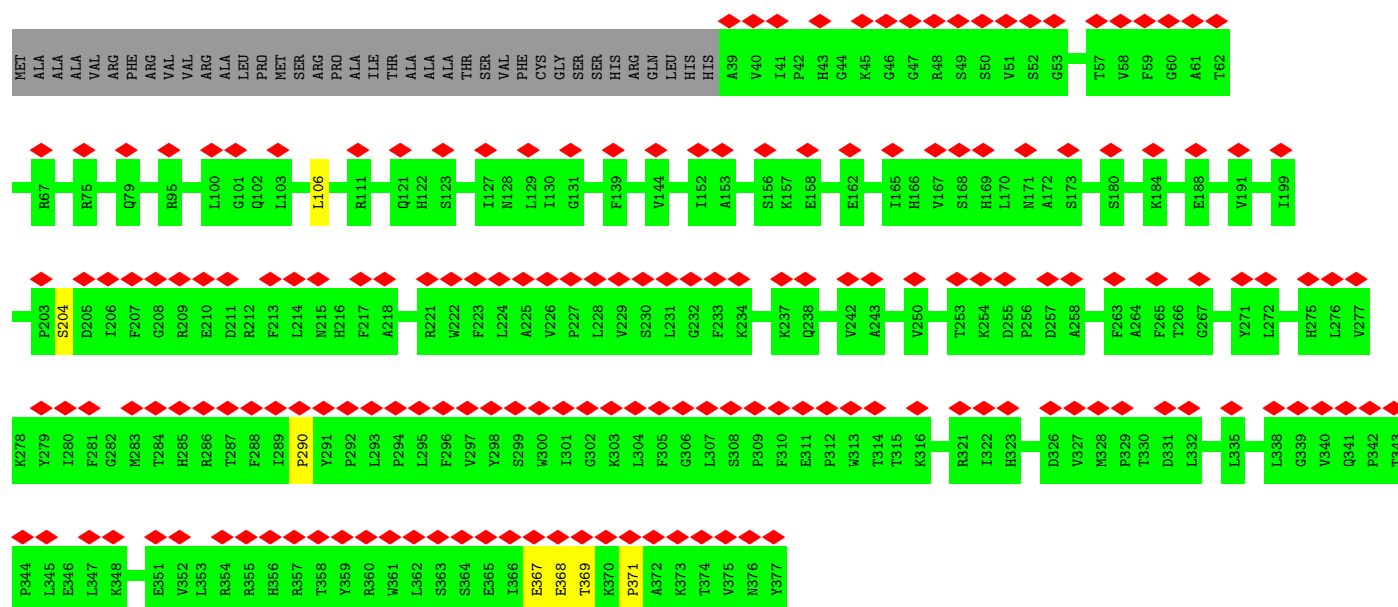 MET ALA ALA ALA VAL ARG PHE ARG VAL VAL ARG ALA LEU PRO MET SER ARG PRO ALA ILE THR ALA ALA ALA THR SER VAL PHE CYS GLY SER SER HIS ARG GLN LEU HIS HIS A39 V40 I41 P42 H43 G44 K45 G46 G47 R48 S49 S50 V51 S52 G53 T57 V58 F59 G60 A61 T62
R67 R75 Q79 R95 L100 G101 Q102 L103 L106 R111 Q121 H122 S123 I127 N128 L129 I130 G131 F139 V144 I152 A153 S156 K157 E158 E162 I165 H166 V167 S168 H169 L170 N171 A172 S173 S180 K184 E188 V191 I199
P203 S204 D205 I206 F207 G208 R209 E210 D211 R212 F213 L214 N215 H216 F217 A218 R221 W222 F223 L224 A225 V226 P227 L228 V229 S230 L231 G232 F233 K234 K237 Q238 V242 A243 V250 T253 K254 D255 P256 D257 A258 F263 A264 F265 T266 G267 Y271 L272 H275 L276 V277
K278 Y279 I280 F281 G282 M283 T284 H285 R286 T287 F288 I289 P290 Y291 P292 L293 P294 L295 F296 V297 Y298 S299 W300 I301 G302 K303 L304 F305 G306 L307 S308 P309 F310 E311 P312 W313 T314 T315 K316 R321 I322 H323 D326 V327 M328 P329 T330 D331 L332 L335 L338 G339 V340 Q341 P342 T343
P344 L345 E346 L347 K348 E351 V352 L353 R354 R355 H356 R357 T358 Y359 R360 W361 L362 S363 S364 E365 I366 E367 E368 T369 K370 P371 A372 K373 T374 V375 N376 Y377